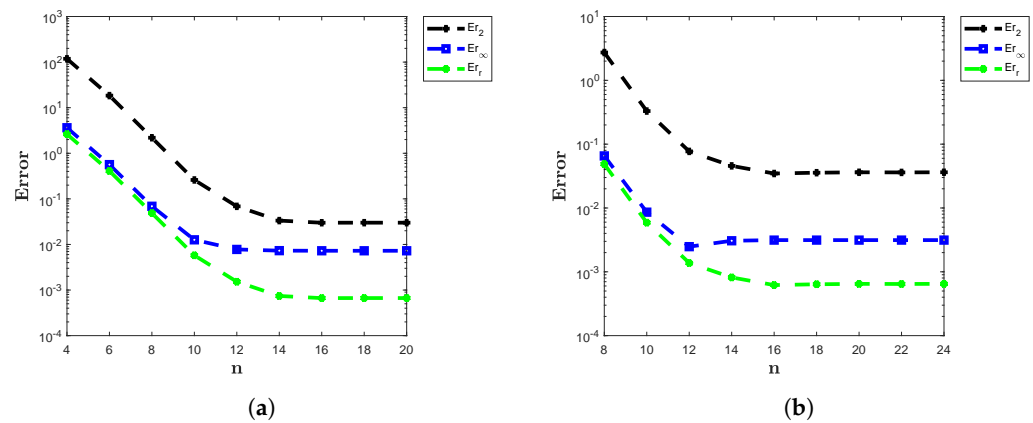 10^3
10^2
10^1
10^0
10^-1
10^-2
10^-3
10^-4
Error
4 6 8 10 12 14 16 18 20
n
Er_2
Er_∞
Er_r
(a)
10^1
10^0
10^-1
10^-2
10^-3
10^-4
Error
8 10 12 14 16 18 20 22 24
n
Er_2
Er_∞
Er_r
(b)